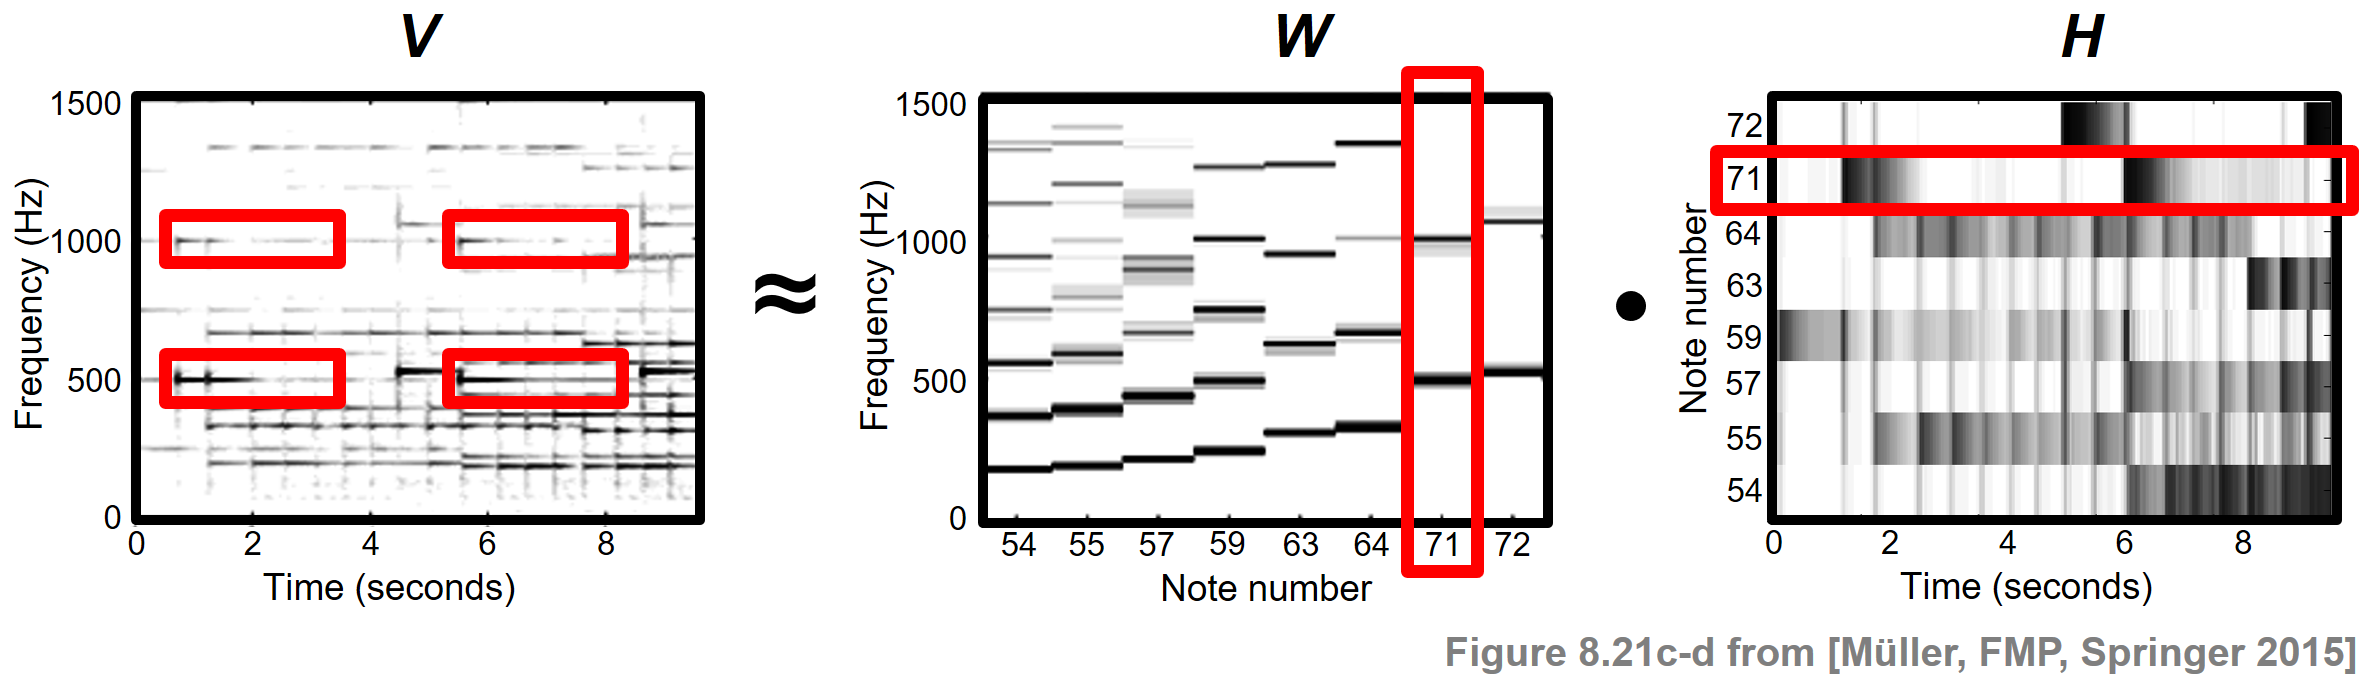 V
W
H
≈
•
1500
1000
500
0
Frequency (Hz)
0 2 4 6 8
Time (seconds)
1500
1000
500
0
Frequency (Hz)
54 55 57 59 63 64 71 72
Note number
72
71
64
63
59
57
55
54
Note number
0 2 4 6 8
Time (seconds)
Figure 8.21c-d from [Müller, FMP, Springer 2015]